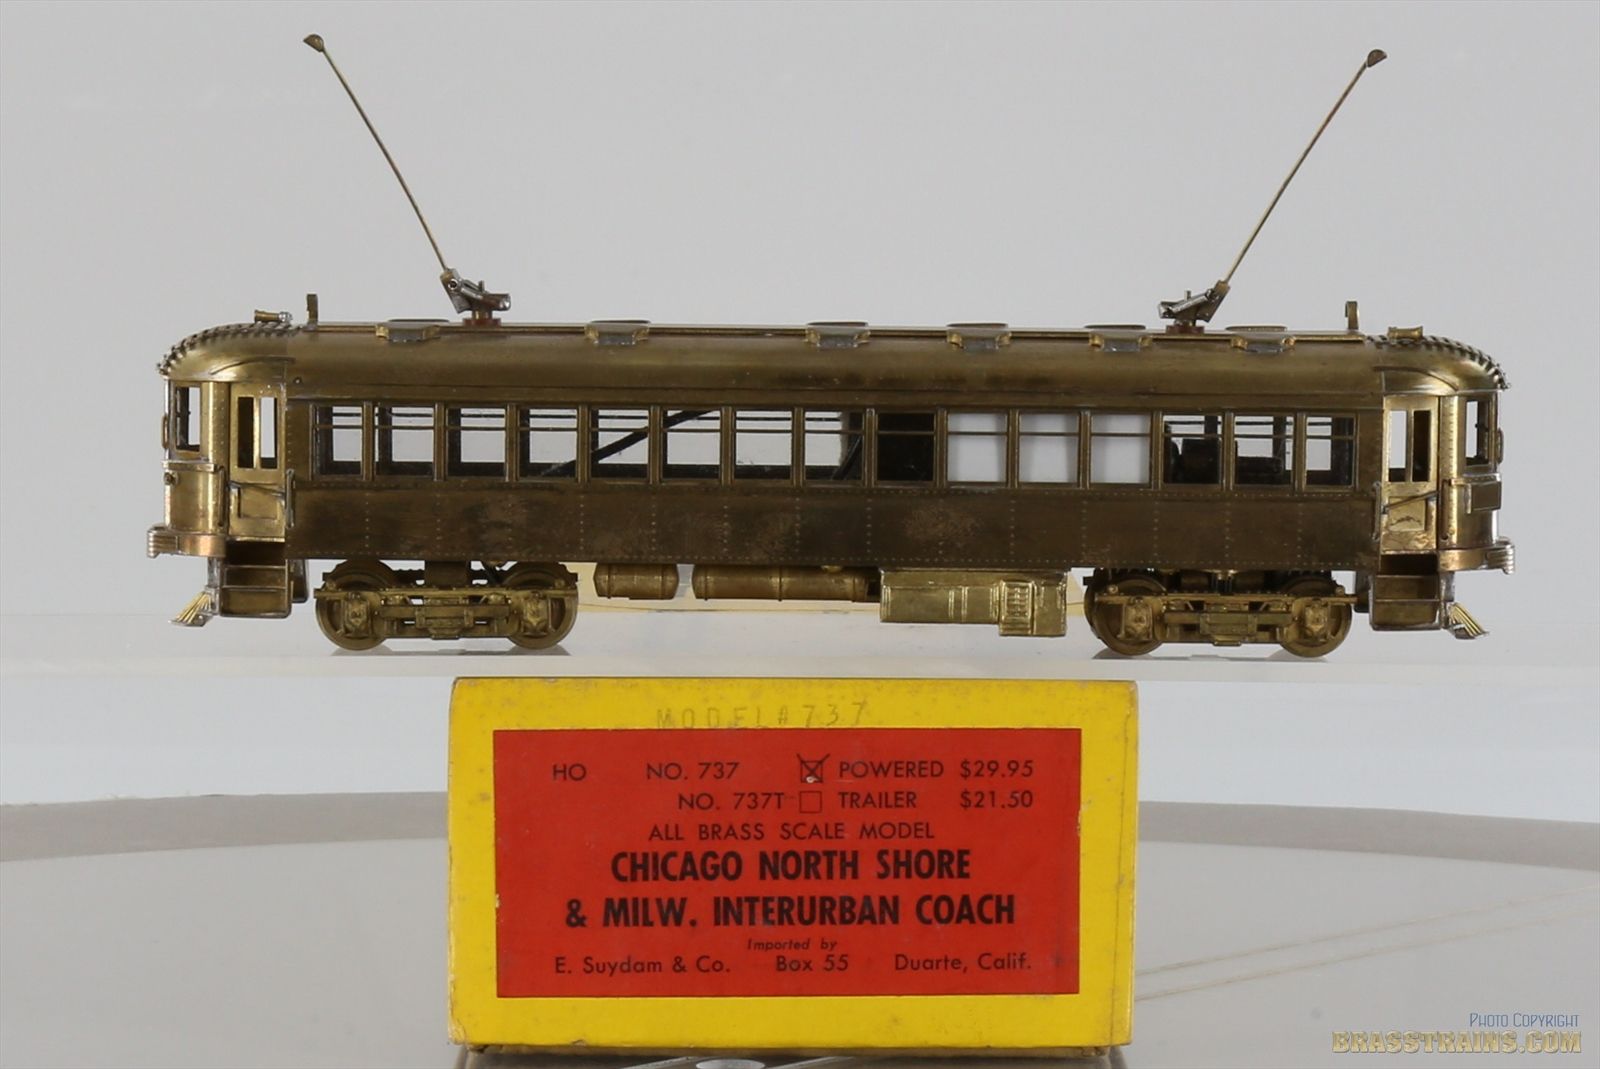 MODEL#737
HO NO. 737 POWERED $29.95
NO. 737T TRAILER $21.50
ALL BRASS SCALE MODEL
CHICAGO NORTH SHORE
& MILW. INTERURBAN COACH
Imported by
E. Suydam & Co. Box 55 Duarte, Calif.
PHOTO COPYRIGHT
BRASSTRAINS.COM